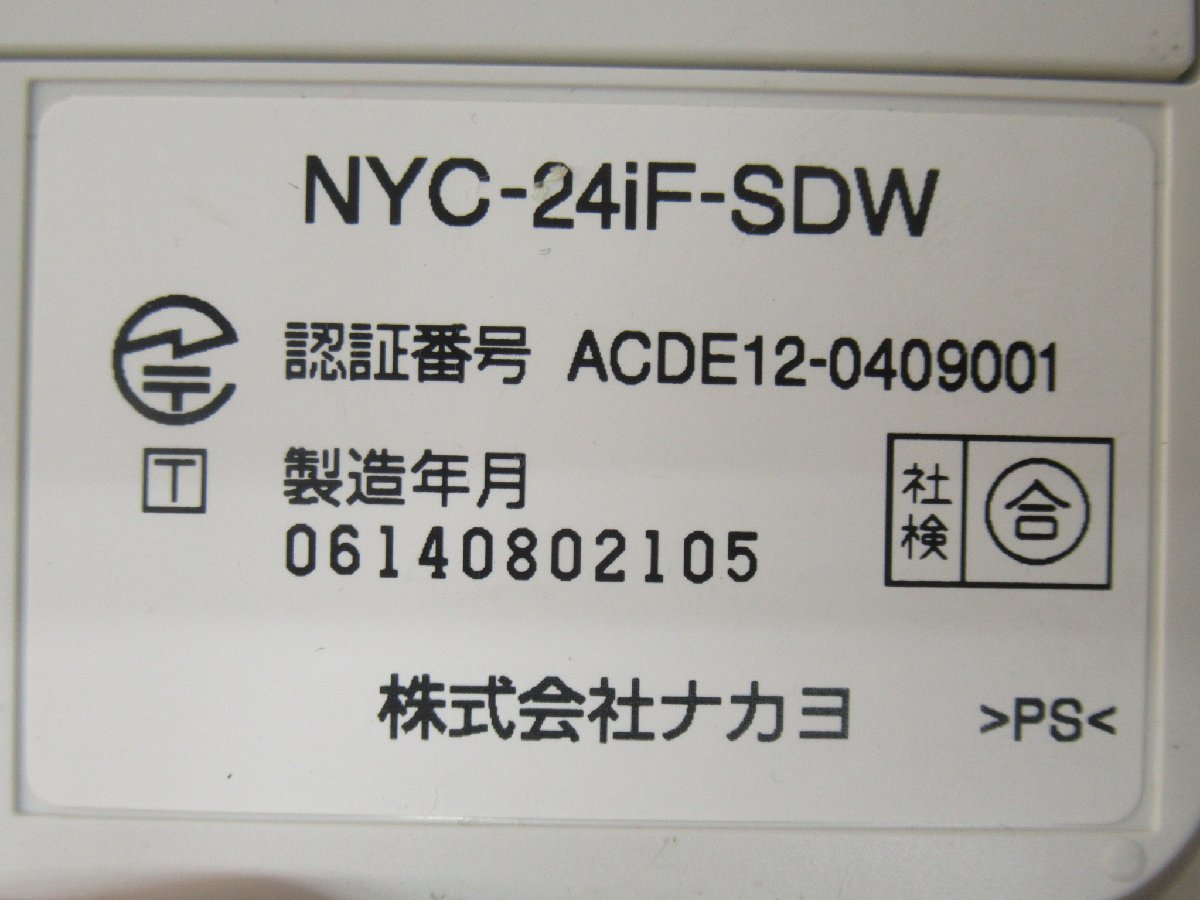 NYC-24iF-SDW
認証番号 ACDE12-0409001
T
製造年月
06140802105
社検 合
株式会社ナカヨ
>PS<